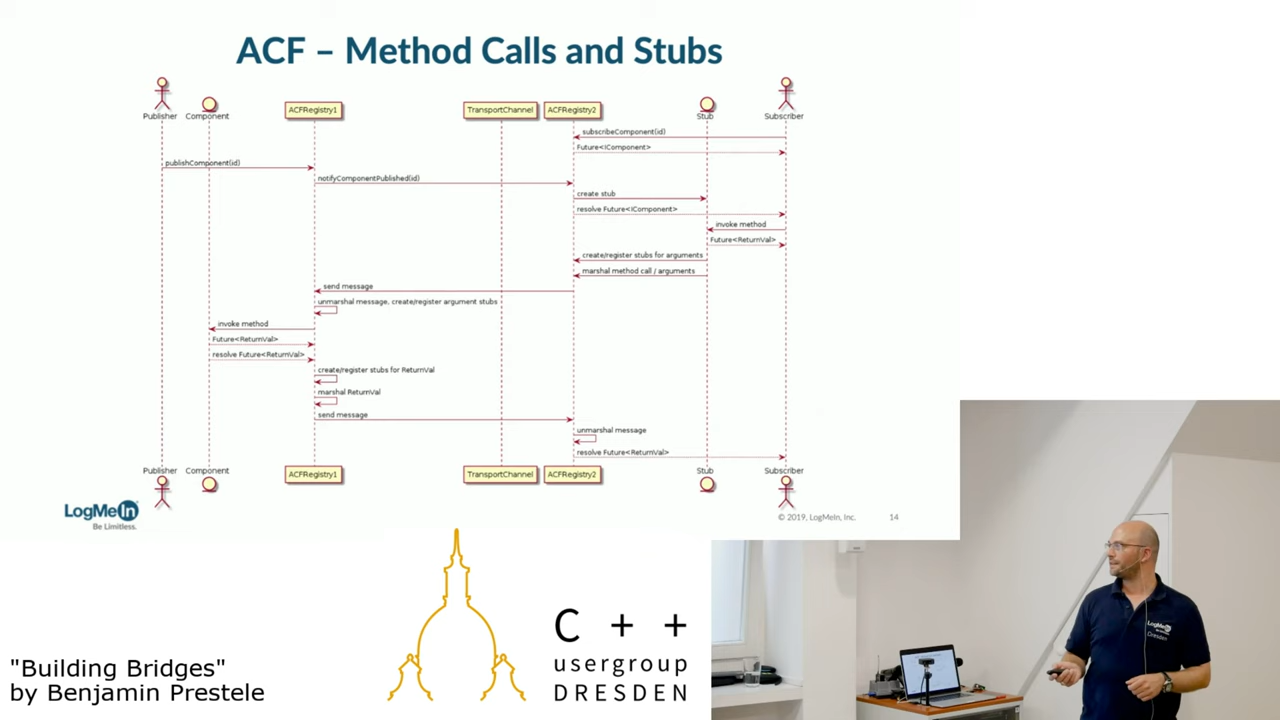 ACF – Method Calls and Stubs
Publisher
Component
ACFRegistry1
TransportChannel
ACFRegistry2
Stub
Subscriber
subscribeComponent(id)
Future<IComponent>
publishComponent(id)
notifyComponentPublished(id)
create stub
resolve Future<IComponent>
invoke method
Future<ReturnVal>
create/register stubs for arguments
marshal method call / arguments
send message
unmarshal message, create/register argument stubs
invoke method
Future<ReturnVal>
resolve Future<ReturnVal>
create/register stubs for ReturnVal
marshal ReturnVal
send message
unmarshal message
resolve Future<ReturnVal>
Publisher
Component
ACFRegistry1
TransportChannel
ACFRegistry2
Stub
Subscriber
LogMeIn
Be Limitless.
© 2019, LogMeIn, Inc.
14
"Building Bridges"
by Benjamin Prestele
C + +
usergroup
DRESDEN
LogMeIn
Dresden